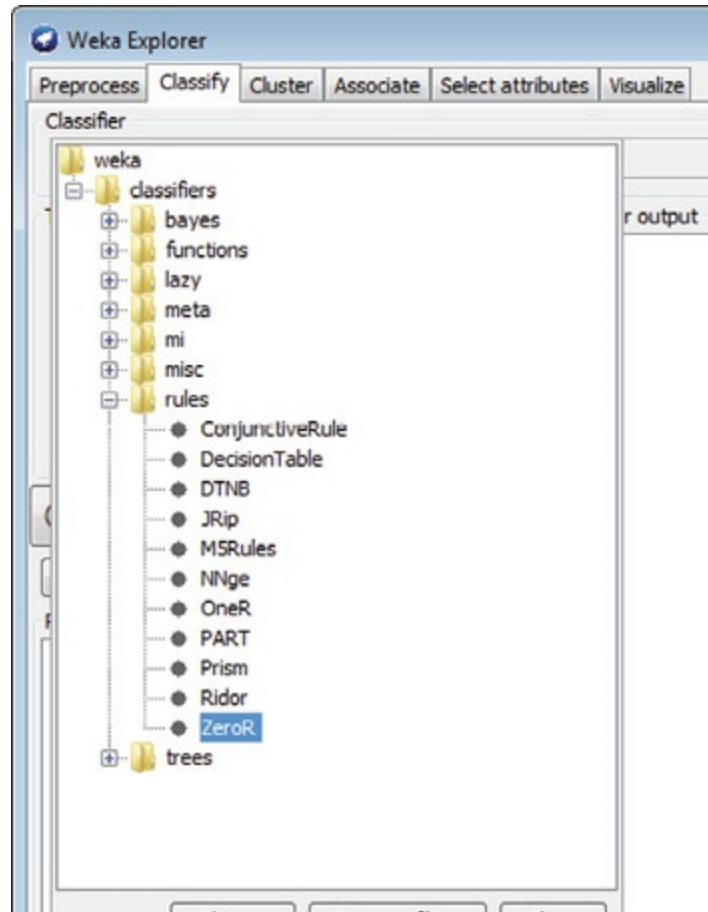 Weka Explorer
Preprocess Classify Cluster Associate Select attributes Visualize
Classifier
weka
classifiers
bayes
r output
functions
lazy
meta
mi
misc
rules
ConjunctiveRule
DecisionTable
DTNB
JRip
M5Rules
NNge
OneR
PART
Prism
Ridor
ZeroR
trees